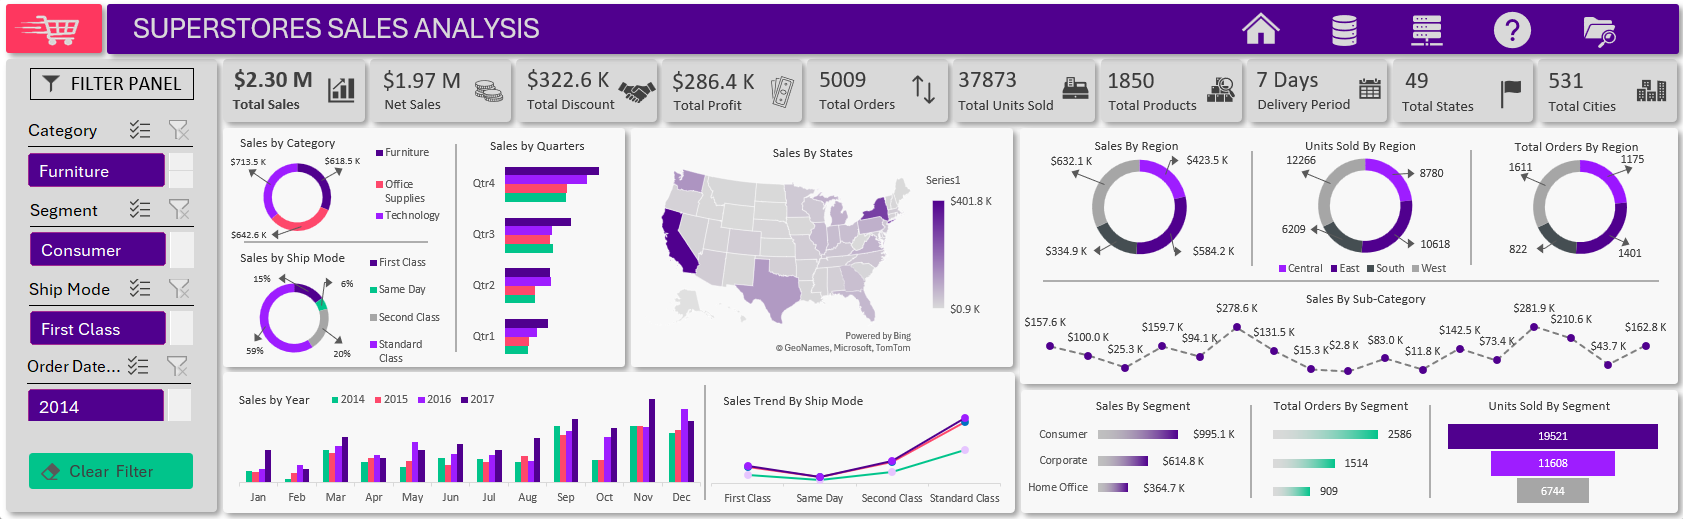 SUPERSTORES SALES ANALYSIS
?
FILTER PANEL
Category
Furniture
Segment
Consumer
Ship Mode
First Class
Order Date...
2014
Clear Filter
$2.30 M
Total Sales
$1.97 M
Net Sales
$322.6 K
Total Discount
$286.4 K
Total Profit
5009
Total Orders
37873
Total Units Sold
1850
Total Products
7 Days
Delivery Period
49
Total States
531
Total Cities
Sales by Category
$713.5 K
$618.5 K
$642.6 K
Furniture
Office
Supplies
Technology
Sales by Ship Mode
15%
6%
59%
20%
First Class
Same Day
Second Class
Standard
Class
Sales by Quarters
Qtr4
Qtr3
Qtr2
Qtr1
Sales By States
Series1
$401.8 K
$0.9 K
Powered by Bing
© GeoNames, Microsoft, TomTom
Sales By Region
$632.1 K
$423.5 K
$334.9 K
$584.2 K
Units Sold By Region
12266
8780
6209
10618
Total Orders By Region
1611
1175
822
1401
Central
East
South
West
Sales By Sub-Category
$157.6 K
$100.0 K
$25.3 K
$159.7 K
$94.1 K
$278.6 K
$131.5 K
$15.3 K
$2.8 K
$83.0 K
$11.8 K
$142.5 K
$73.4 K
$281.9 K
$210.6 K
$43.7 K
$162.8 K
Sales by Year
2014
2015
2016
2017
Jan
Feb
Mar
Apr
May
Jun
Jul
Aug
Sep
Oct
Nov
Dec
Sales Trend By Ship Mode
First Class
Same Day
Second Class
Standard Class
Sales By Segment
Consumer
$995.1 K
Corporate
$614.8 K
Home Office
$364.7 K
Total Orders By Segment
2586
1514
909
Units Sold By Segment
19521
11608
6744